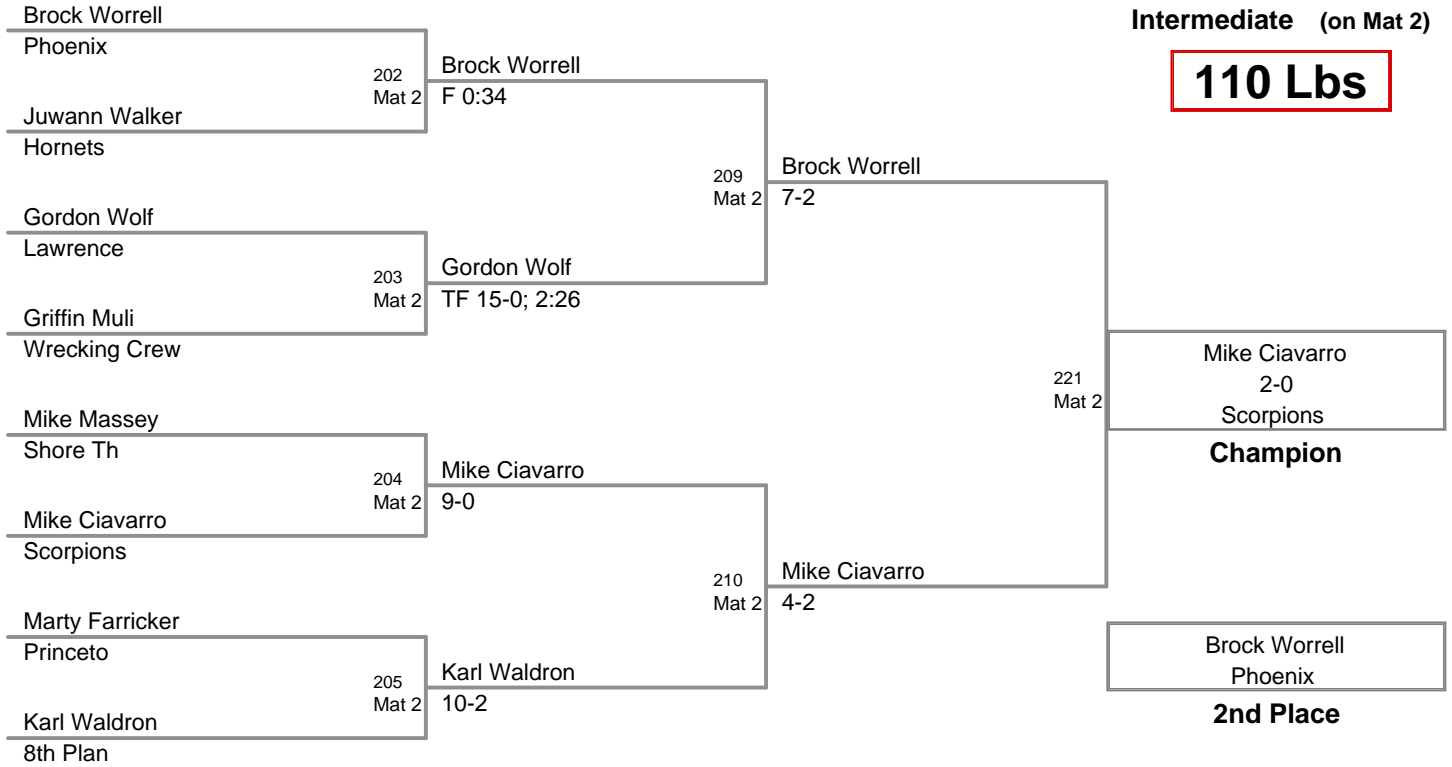 Brock Worrell
Phoenix
Intermediate (on Mat 2)
110 Lbs
202
Mat 2
Brock Worrell
F 0:34
Juwann Walker
Hornets
209
Mat 2
Brock Worrell
7-2
Gordon Wolf
Lawrence
203
Mat 2
Gordon Wolf
TF 15-0; 2:26
Griffin Muli
Wrecking Crew
221
Mat 2
Mike Ciavarro
2-0
Scorpions
Champion
Mike Massey
Shore Th
204
Mat 2
Mike Ciavarro
9-0
Mike Ciavarro
Scorpions
210
Mat 2
Mike Ciavarro
4-2
Marty Farricker
Princeto
205
Mat 2
Karl Waldron
10-2
Karl Waldron
8th Plan
Brock Worrell
Phoenix
2nd Place